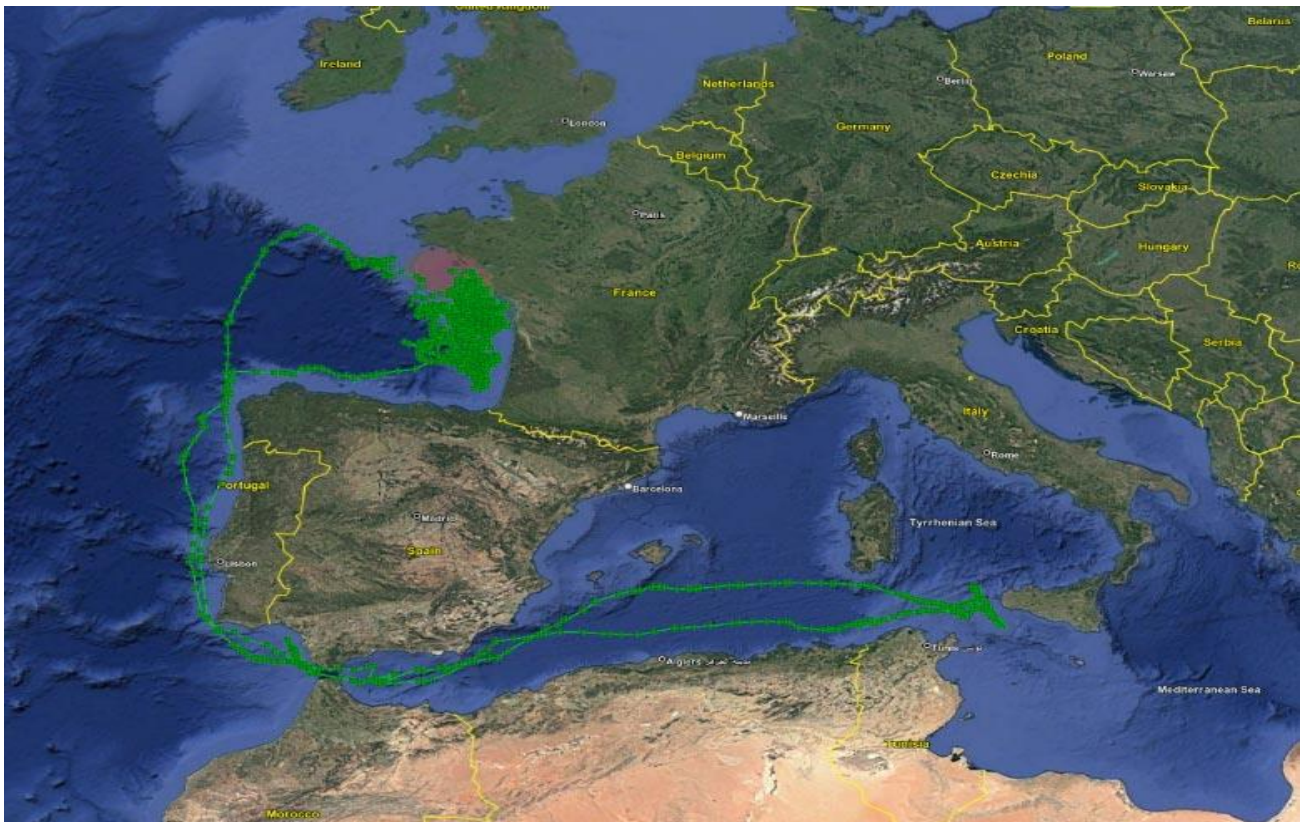 United Kingdom
Ireland
London
Netherlands
Berlin
Poland
Warsaw
Belarus
Germany
Belgium
Czechia
Slovakia
Paris
Austria
Hungary
France
Croatia
Serbia
Marseille
Italy
Rome
Barcelona
Portugal
Madrid
Spain
Tyrrhenian Sea
Lisbon
Algiers
Tunis تونس
Mediterranean Sea
Tunisia
Morocco